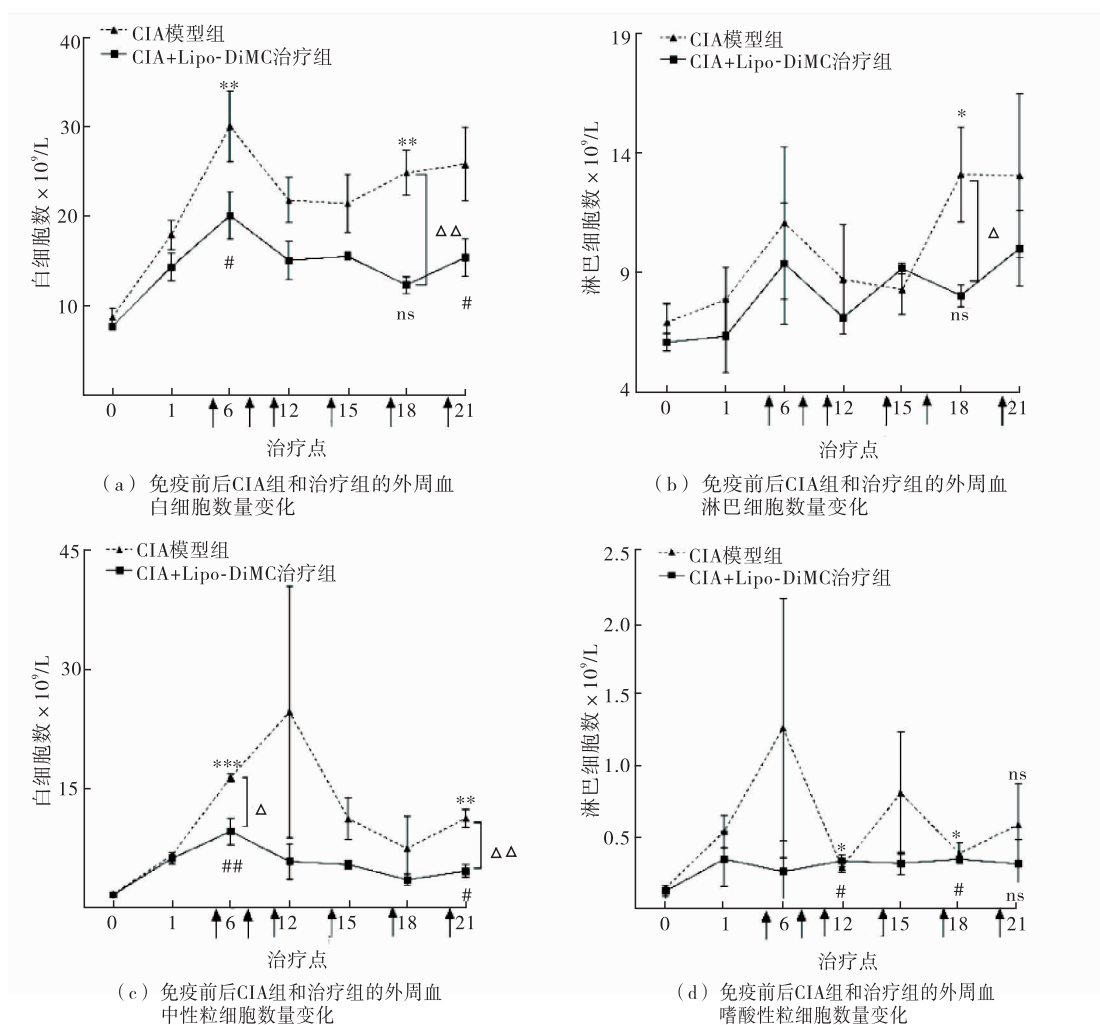 CIA模型组
CIA+Lipo-DiMC治疗组
40
30
20
10
白细胞数×10⁹/L
**
**
#
ΔΔ
ns
#
0 1 6 12 15 18 21
治疗点
(a) 免疫前后CIA组和治疗组的外周血
白细胞数量变化
CIA模型组
CIA+Lipo-DiMC治疗组
19
14
9
4
淋巴细胞数×10⁹/L
*
Δ
ns
0 1 6 12 15 18 21
治疗点
(b) 免疫前后CIA组和治疗组的外周血
淋巴细胞数量变化
CIA模型组
CIA+Lipo-DiMC治疗组
45
30
15
白细胞数×10⁹/L
***
Δ
##
**
ΔΔ
#
0 1 6 12 15 18 21
治疗点
(c) 免疫前后CIA组和治疗组的外周血
中性粒细胞数量变化
CIA模型组
CIA+Lipo-DiMC治疗组
2.5
2.0
1.5
1.0
0.5
淋巴细胞数×10⁹/L
ns
*
*
#
#
ns
0 1 6 12 15 18 21
治疗点
(d) 免疫前后CIA组和治疗组的外周血
嗜酸性粒细胞数量变化